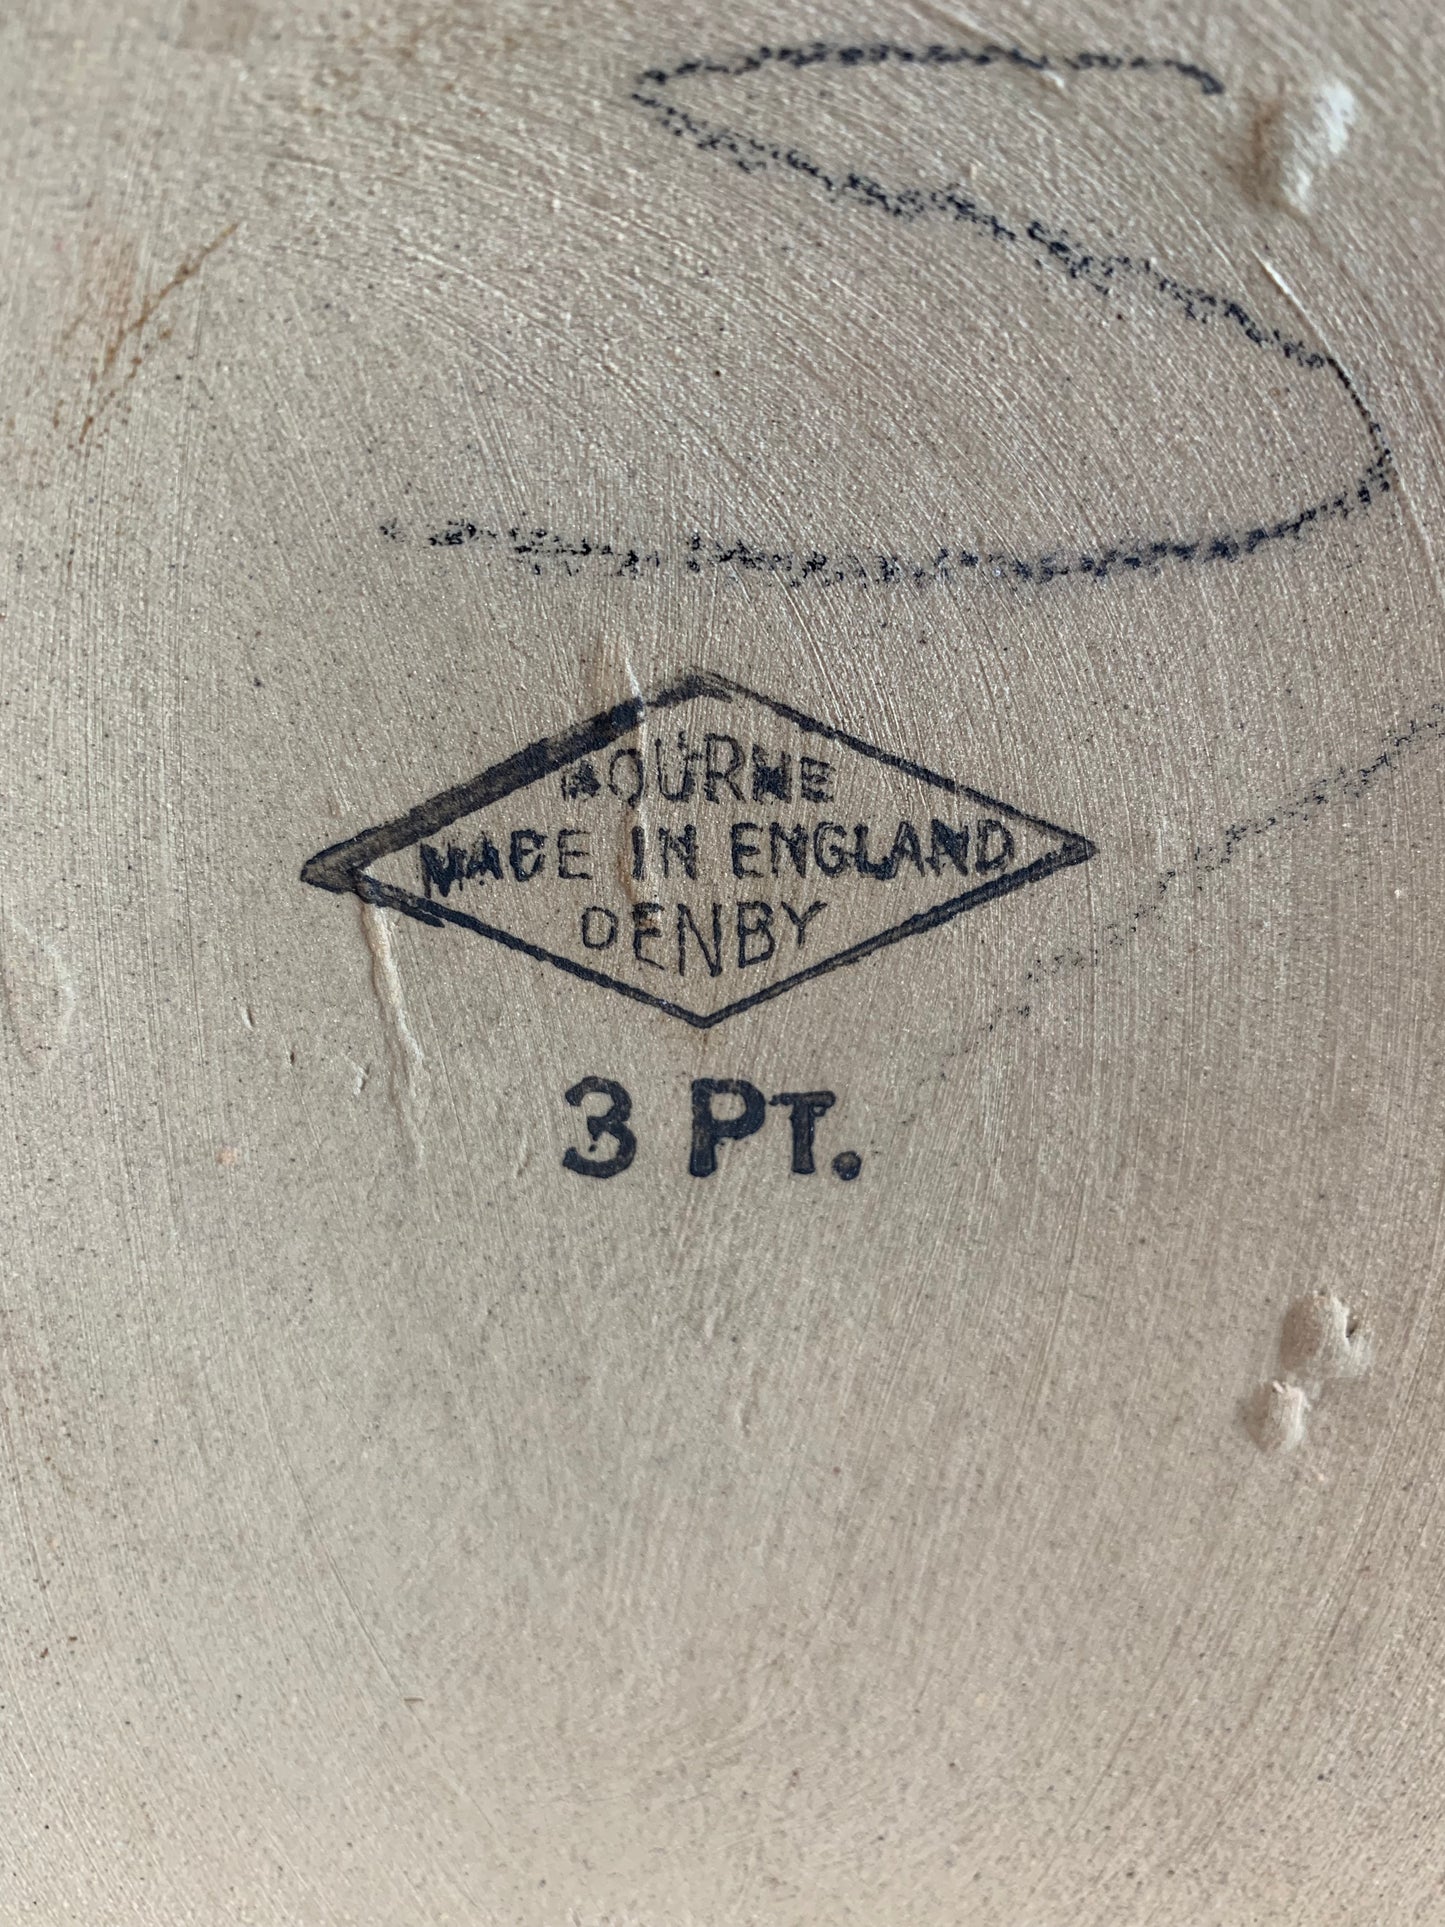 BOURNE
MADE IN ENGLAND
DENBY
3 PT.